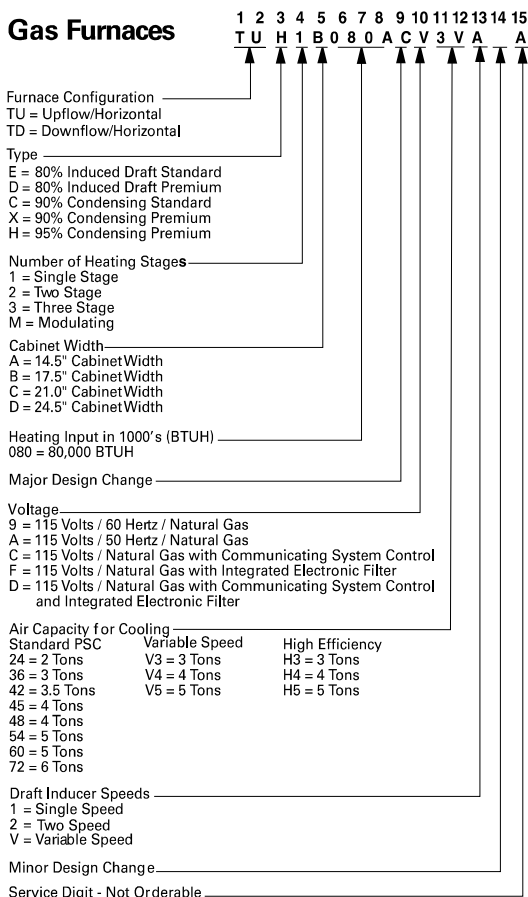 Gas Furnaces
1 2 3 4 5 6 7 8 9 10 11 12 13 14 15
T U H 1 B 0 8 0 A C V 3 V A A
Furnace Configuration
TU = Upflow/Horizontal
TD = Downflow/Horizontal
Type
E = 80% Induced Draft Standard
D = 80% Induced Draft Premium
C = 90% Condensing Standard
X = 90% Condensing Premium
H = 95% Condensing Premium
Number of Heating Stages
1 = Single Stage
2 = Two Stage
3 = Three Stage
M = Modulating
Cabinet Width
A = 14.5" Cabinet Width
B = 17.5" Cabinet Width
C = 21.0" Cabinet Width
D = 24.5" Cabinet Width
Heating Input in 1000's (BTUH)
080 = 80,000 BTUH
Major Design Change
Voltage
9 = 115 Volts / 60 Hertz / Natural Gas
A = 115 Volts / 50 Hertz / Natural Gas
C = 115 Volts / Natural Gas with Communicating System Control
F = 115 Volts / Natural Gas with Integrated Electronic Filter
D = 115 Volts / Natural Gas with Communicating System Control
and Integrated Electronic Filter
Air Capacity for Cooling
Standard PSC Variable Speed High Efficiency
24 = 2 Tons V3 = 3 Tons H3 = 3 Tons
36 = 3 Tons V4 = 4 Tons H4 = 4 Tons
42 = 3.5 Tons V5 = 5 Tons H5 = 5 Tons
45 = 4 Tons
48 = 4 Tons
54 = 5 Tons
60 = 5 Tons
72 = 6 Tons
Draft Inducer Speeds
1 = Single Speed
2 = Two Speed
V = Variable Speed
Minor Design Change
Service Digit - Not Orderable